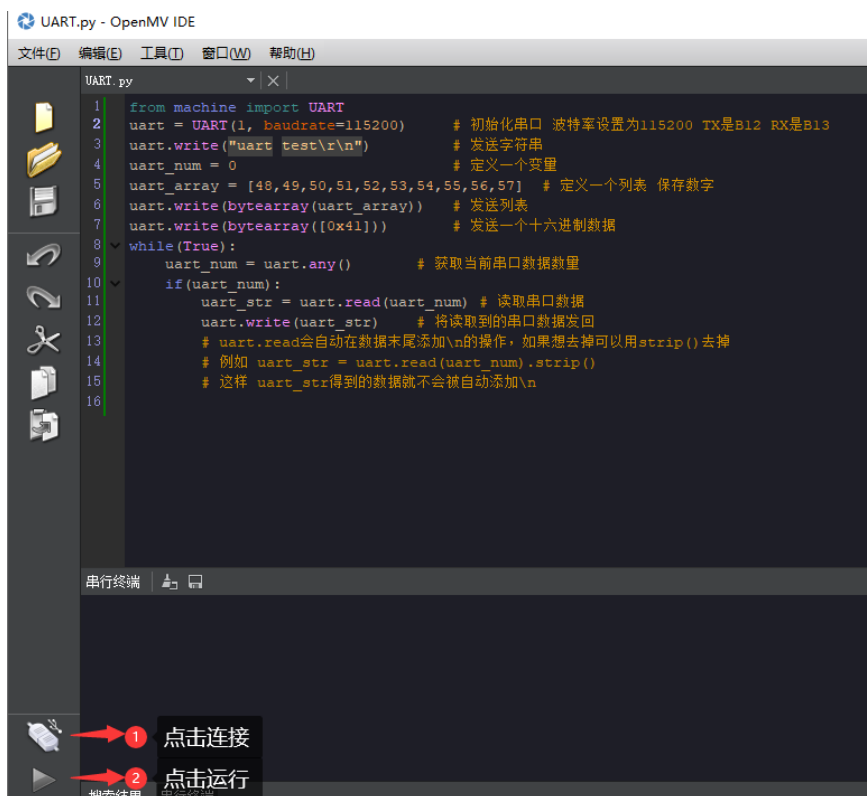 UART.py - OpenMV IDE
文件(F) 编辑(E) 工具(T) 窗口(W) 帮助(H)
UART.py
1 from machine import UART
2 uart = UART(1, baudrate=115200) # 初始化串口 波特率设置为115200 TX是B12 RX是B13
3 uart.write("uart test\r\n") # 发送字符串
4 uart_num = 0 # 定义一个变量
5 uart_array = [48,49,50,51,52,53,54,55,56,57] # 定义一个列表 保存数字
6 uart.write(bytearray(uart_array)) # 发送列表
7 uart.write(bytearray([0x41])) # 发送一个十六进制数据
8 while(True):
9 uart_num = uart.any() # 获取当前串口数据数量
10 if(uart_num):
11 uart_str = uart.read(uart_num) # 读取串口数据
12 uart.write(uart_str) # 将读取到的串口数据发回
13 # uart.read会自动在数据末尾添加\n的操作，如果想去掉可以用strip()去掉
14 # 例如 uart_str = uart.read(uart_num).strip()
15 # 这样 uart_str得到的数据就不会被自动添加\n
16
串行终端
1 点击连接
2 点击运行
搜索结果 串行终端